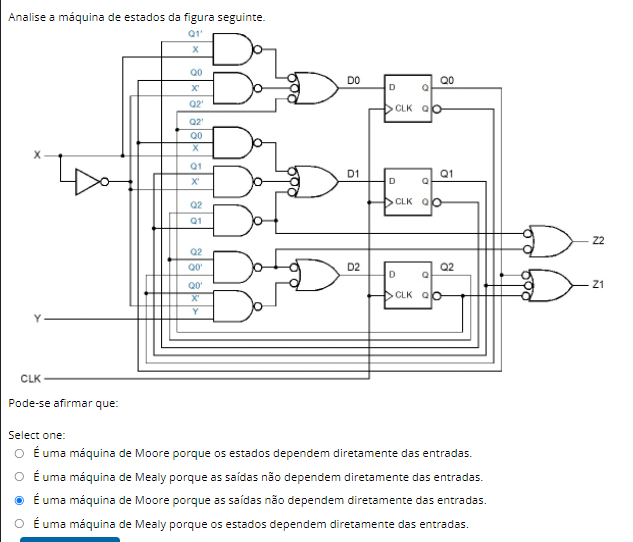 Analise a máquina de estados da figura seguinte.
Q1'
X
Q0
X'
Q2'
D0
D Q Q0
CLK Q
Q2'
Q0
X
X
Q1
X'
D1
D Q Q1
CLK Q
Q2
Q1
Z2
Q2
Q0'
D2
D Q Q2
CLK Q
Z1
Q0'
X'
Y
Y
CLK
Pode-se afirmar que:
Select one:
É uma máquina de Moore porque os estados dependem diretamente das entradas.
É uma máquina de Mealy porque as saídas não dependem diretamente das entradas.
É uma máquina de Moore porque as saídas não dependem diretamente das entradas.
É uma máquina de Mealy porque os estados dependem diretamente das entradas.